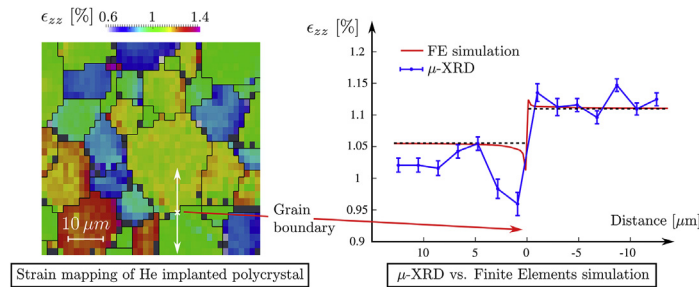 ϵzz [%] 0.6 1 1.4
10 μm
Grain
boundary
Strain mapping of He implanted polycrystal
ϵzz [%]
1.2
1.15
1.1
1.05
1
0.95
0.9
FE simulation
μ-XRD
Distance [μm]
10 5 0 -5 -10
μ-XRD vs. Finite Elements simulation